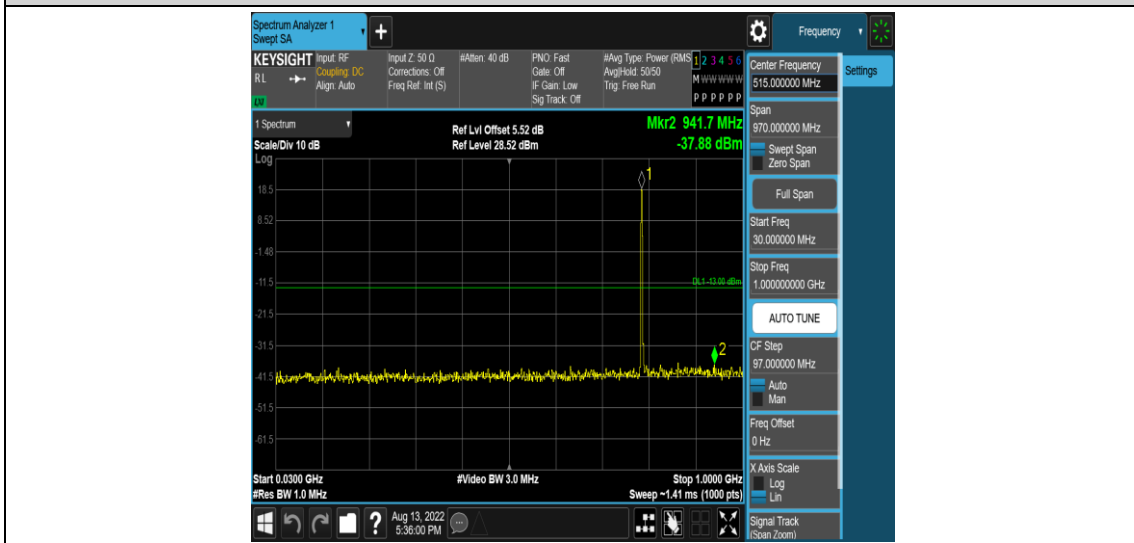 Spectrum Analyzer 1
Swept SA
+
Frequency
KEYSIGHT
RL
LXI
Input: RF
Coupling: DC
Align: Auto
Input Z: 50 Ω
Corrections: Off
Freq Ref: Int (S)
#Atten: 40 dB
PNO: Fast
Gate: Off
IF Gain: Low
Sig Track: Off
#Avg Type: Power (RMS
Avg|Hold: 50/50
Trig: Free Run
1 2 3 4 5 6
M W W W W W
P P P P P P
1 Spectrum
Scale/Div 10 dB
Log
Ref Lvl Offset 5.52 dB
Ref Level 28.52 dBm
Mkr2 941.7 MHz
-37.88 dBm
1
18.5
8.52
-1.48
-11.5
DL1 -13.00 dBm
-21.5
-31.5
2
-41.5
-51.5
-61.5
Start 0.0300 GHz
#Res BW 1.0 MHz
#Video BW 3.0 MHz
Stop 1.0000 GHz
Sweep ~1.41 ms (1000 pts)
?
Aug 13, 2022
5:36:00 PM
Center Frequency
515.000000 MHz
Settings
Span
970.000000 MHz
Swept Span
Zero Span
Full Span
Start Freq
30.000000 MHz
Stop Freq
1.000000000 GHz
AUTO TUNE
CF Step
97.000000 MHz
Auto
Man
Freq Offset
0 Hz
X Axis Scale
Log
Lin
Signal Track
(Span Zoom)